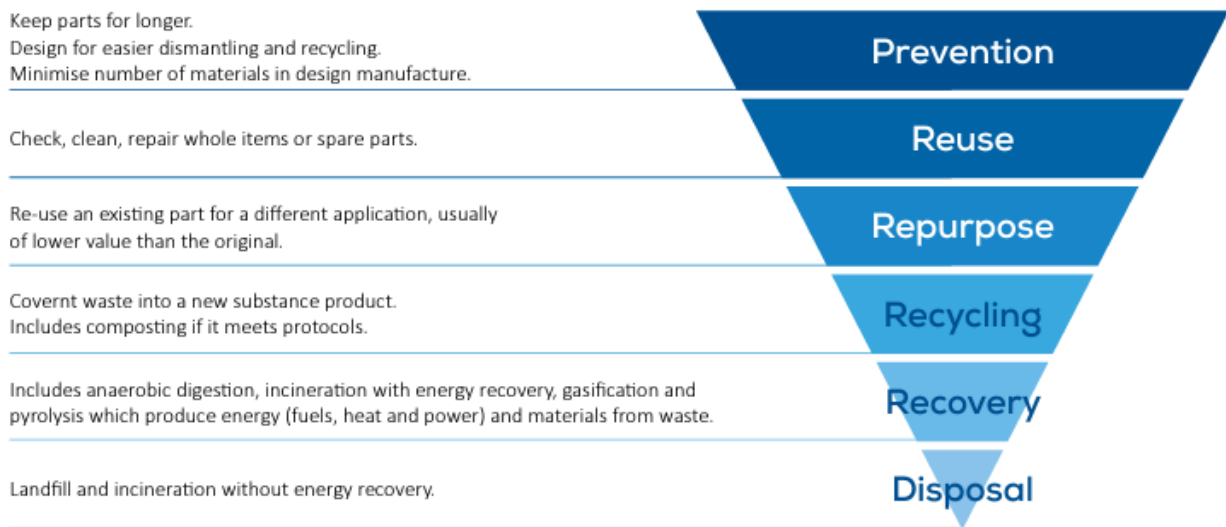 Keep parts for longer.
Design for easier dismantling and recycling.
Minimise number of materials in design manufacture.
Prevention
Check, clean, repair whole items or spare parts.
Reuse
Re-use an existing part for a different application, usually
of lower value than the original.
Repurpose
Covernt waste into a new substance product.
Includes composting if it meets protocols.
Recycling
Includes anaerobic digestion, incineration with energy recovery, gasification and
pyrolysis which produce energy (fuels, heat and power) and materials from waste.
Recovery
Landfill and incineration without energy recovery.
Disposal